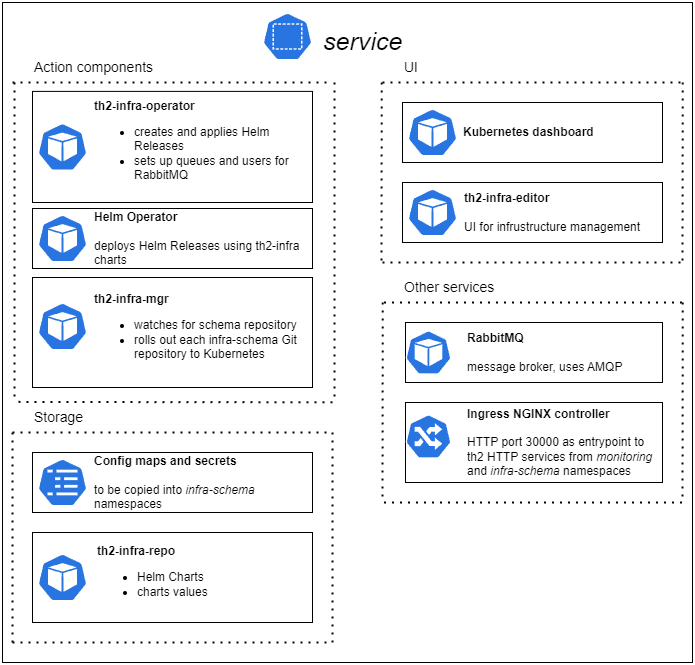 service
Action components
th2-infra-operator
• creates and applies Helm
Releases
• sets up queues and users for
RabbitMQ
Helm Operator
deploys Helm Releases using th2-infra
charts
th2-infra-mgr
• watches for schema repository
• rolls out each infra-schema Git
repository to Kubernetes
Storage
Config maps and secrets
to be copied into infra-schema
namespaces
th2-infra-repo
• Helm Charts
• charts values
UI
Kubernetes dashboard
th2-infra-editor
UI for infrustructure management
Other services
RabbitMQ
message broker, uses AMQP
Ingress NGINX controller
HTTP port 30000 as entrypoint to
th2 HTTP services from monitoring
and infra-schema namespaces